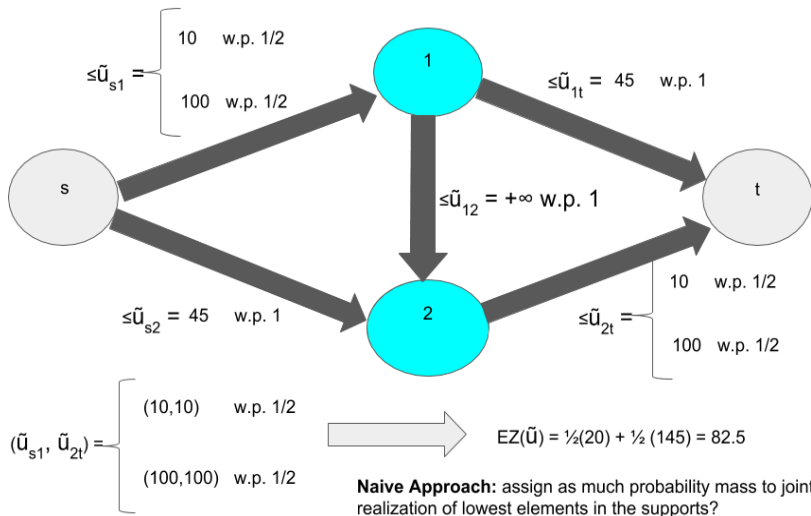 10 w.p. 1/2
≤ũs1 =
100 w.p. 1/2
1
≤ũ1t = 45 w.p. 1
s
t
≤ũ12 = +∞ w.p. 1
≤ũs2 = 45 w.p. 1
2
10 w.p. 1/2
≤ũ2t =
100 w.p. 1/2
(10,10) w.p. 1/2
(ũs1, ũ2t) =
(100,100) w.p. 1/2
EZ(ũ) = ½(20) + ½ (145) = 82.5
Naive Approach: assign as much probability mass to joint
realization of lowest elements in the supports?